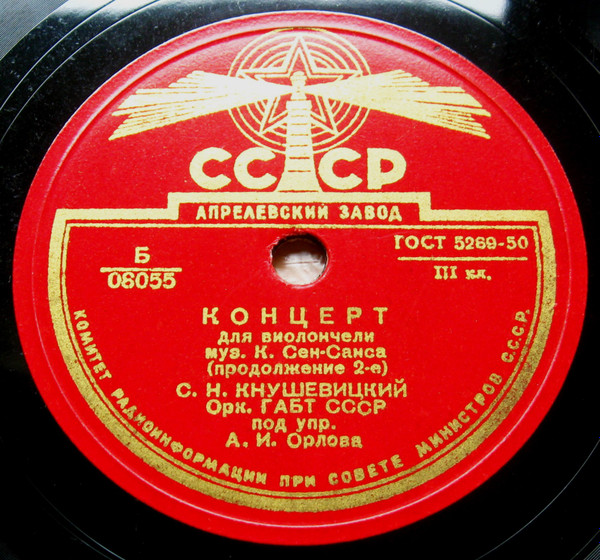 СССР
АПРЕЛЕВСКИЙ ЗАВОД
Б
08055
ГОСТ 5289-50
III кл.
КОНЦЕРТ
для виолончели
муз. К. Сен-Санса
(продолжение 2-е)
С. Н. КНУШЕВИЦКИЙ
Орк. ГАБТ СССР
под упр.
А. И. Орлова
КОМИТЕТ РАДИОИНФОРМАЦИИ ПРИ СОВЕТЕ МИНИСТРОВ СССР.